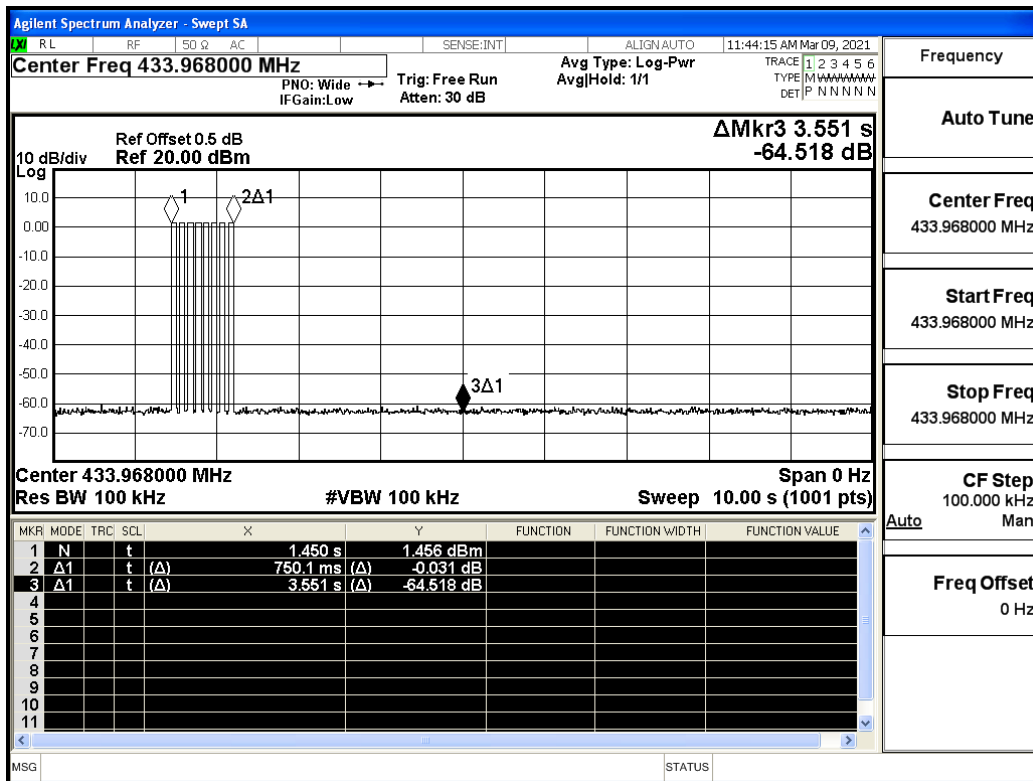 Agilent Spectrum Analyzer - Swept SA
LXI RL RF 50 Ω AC SENSE:INT ALIGN AUTO 11:44:15 AM Mar 09, 2021
Center Freq 433.968000 MHz
PNO: Wide
IFGain:Low
Trig: Free Run
Atten: 30 dB
Avg Type: Log-Pwr
Avg|Hold: 1/1
TRACE 1 2 3 4 5 6
TYPE M WWWWW
DET P N N N N N
Ref Offset 0.5 dB
Ref 20.00 dBm
10 dB/div
Log
ΔMkr3 3.551 s
-64.518 dB
10.0
0.00
-10.0
-20.0
-30.0
-40.0
-50.0
-60.0
-70.0
1
2Δ1
3Δ1
Center 433.968000 MHz Span 0 Hz
Res BW 100 kHz #VBW 100 kHz Sweep 10.00 s (1001 pts)
MKR MODE TRC SCL X Y FUNCTION FUNCTION WIDTH FUNCTION VALUE
1 N t 1.450 s 1.456 dBm
2 Δ1 t (Δ) 750.1 ms (Δ) -0.031 dB
3 Δ1 t (Δ) 3.551 s (Δ) -64.518 dB
4
5
6
7
8
9
10
11
MSG STATUS
Frequency
Auto Tune
Center Freq
433.968000 MHz
Start Freq
433.968000 MHz
Stop Freq
433.968000 MHz
CF Step
100.000 kHz
Auto Man
Freq Offset
0 Hz